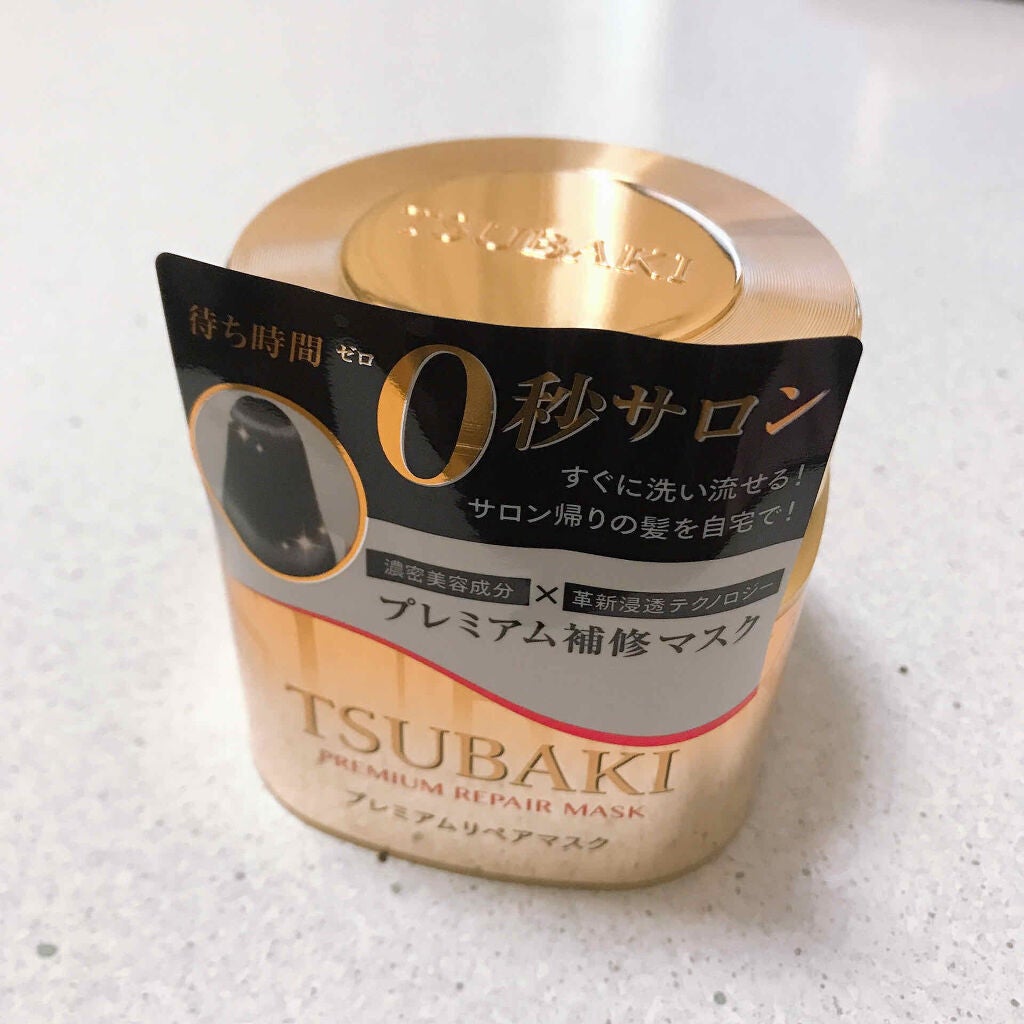 TSUBAKI
待ち時間 ゼロ 0秒サロン
すぐに洗い流せる!
サロン帰りの髪を自宅で!
濃密美容成分 × 革新浸透テクノロジー
プレミアム補修マスク
TSUBAKI
PREMIUM REPAIR MASK
プレミアムリペアマスク